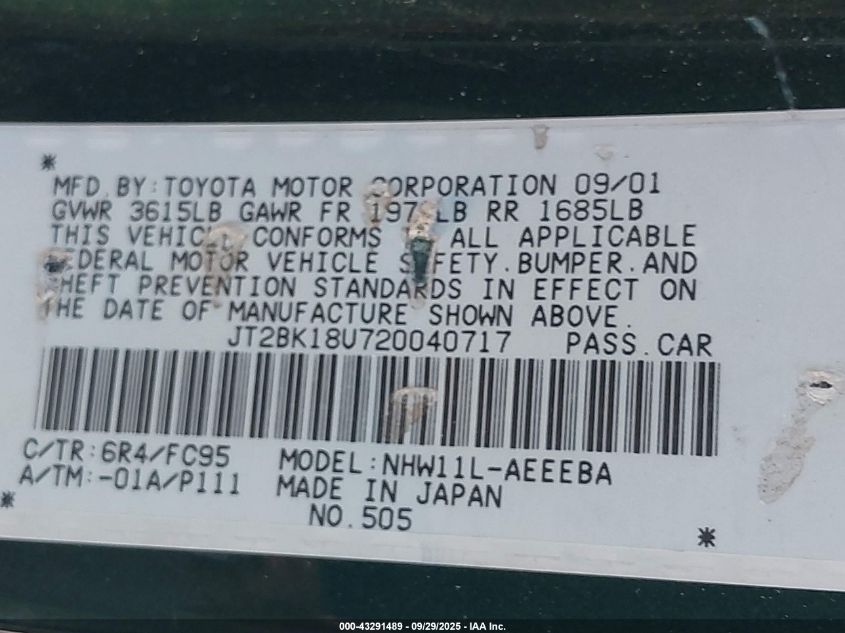 *
MFD. BY: TOYOTA MOTOR CORPORATION 09/01
GVWR 3615LB GAWR FR LB RR 1685LB
THIS VEHICLE CONFORMS ALL APPLICABLE
FEDERAL MOTOR VEHICLE SAFETY. BUMPER. AND
THEFT PREVENTION STANDARDS IN EFFECT ON
THE DATE OF MANUFACTURE SHOWN ABOVE.
JT2BK18U720040717 PASS. CAR
C/TR: 6R4/FC95 MODEL: NHW11L-AEEEBA
A/TM: -01A/P111 MADE IN JAPAN
* NO. 505 *
000-43291489 - 09/29/2025 - IAA Inc.